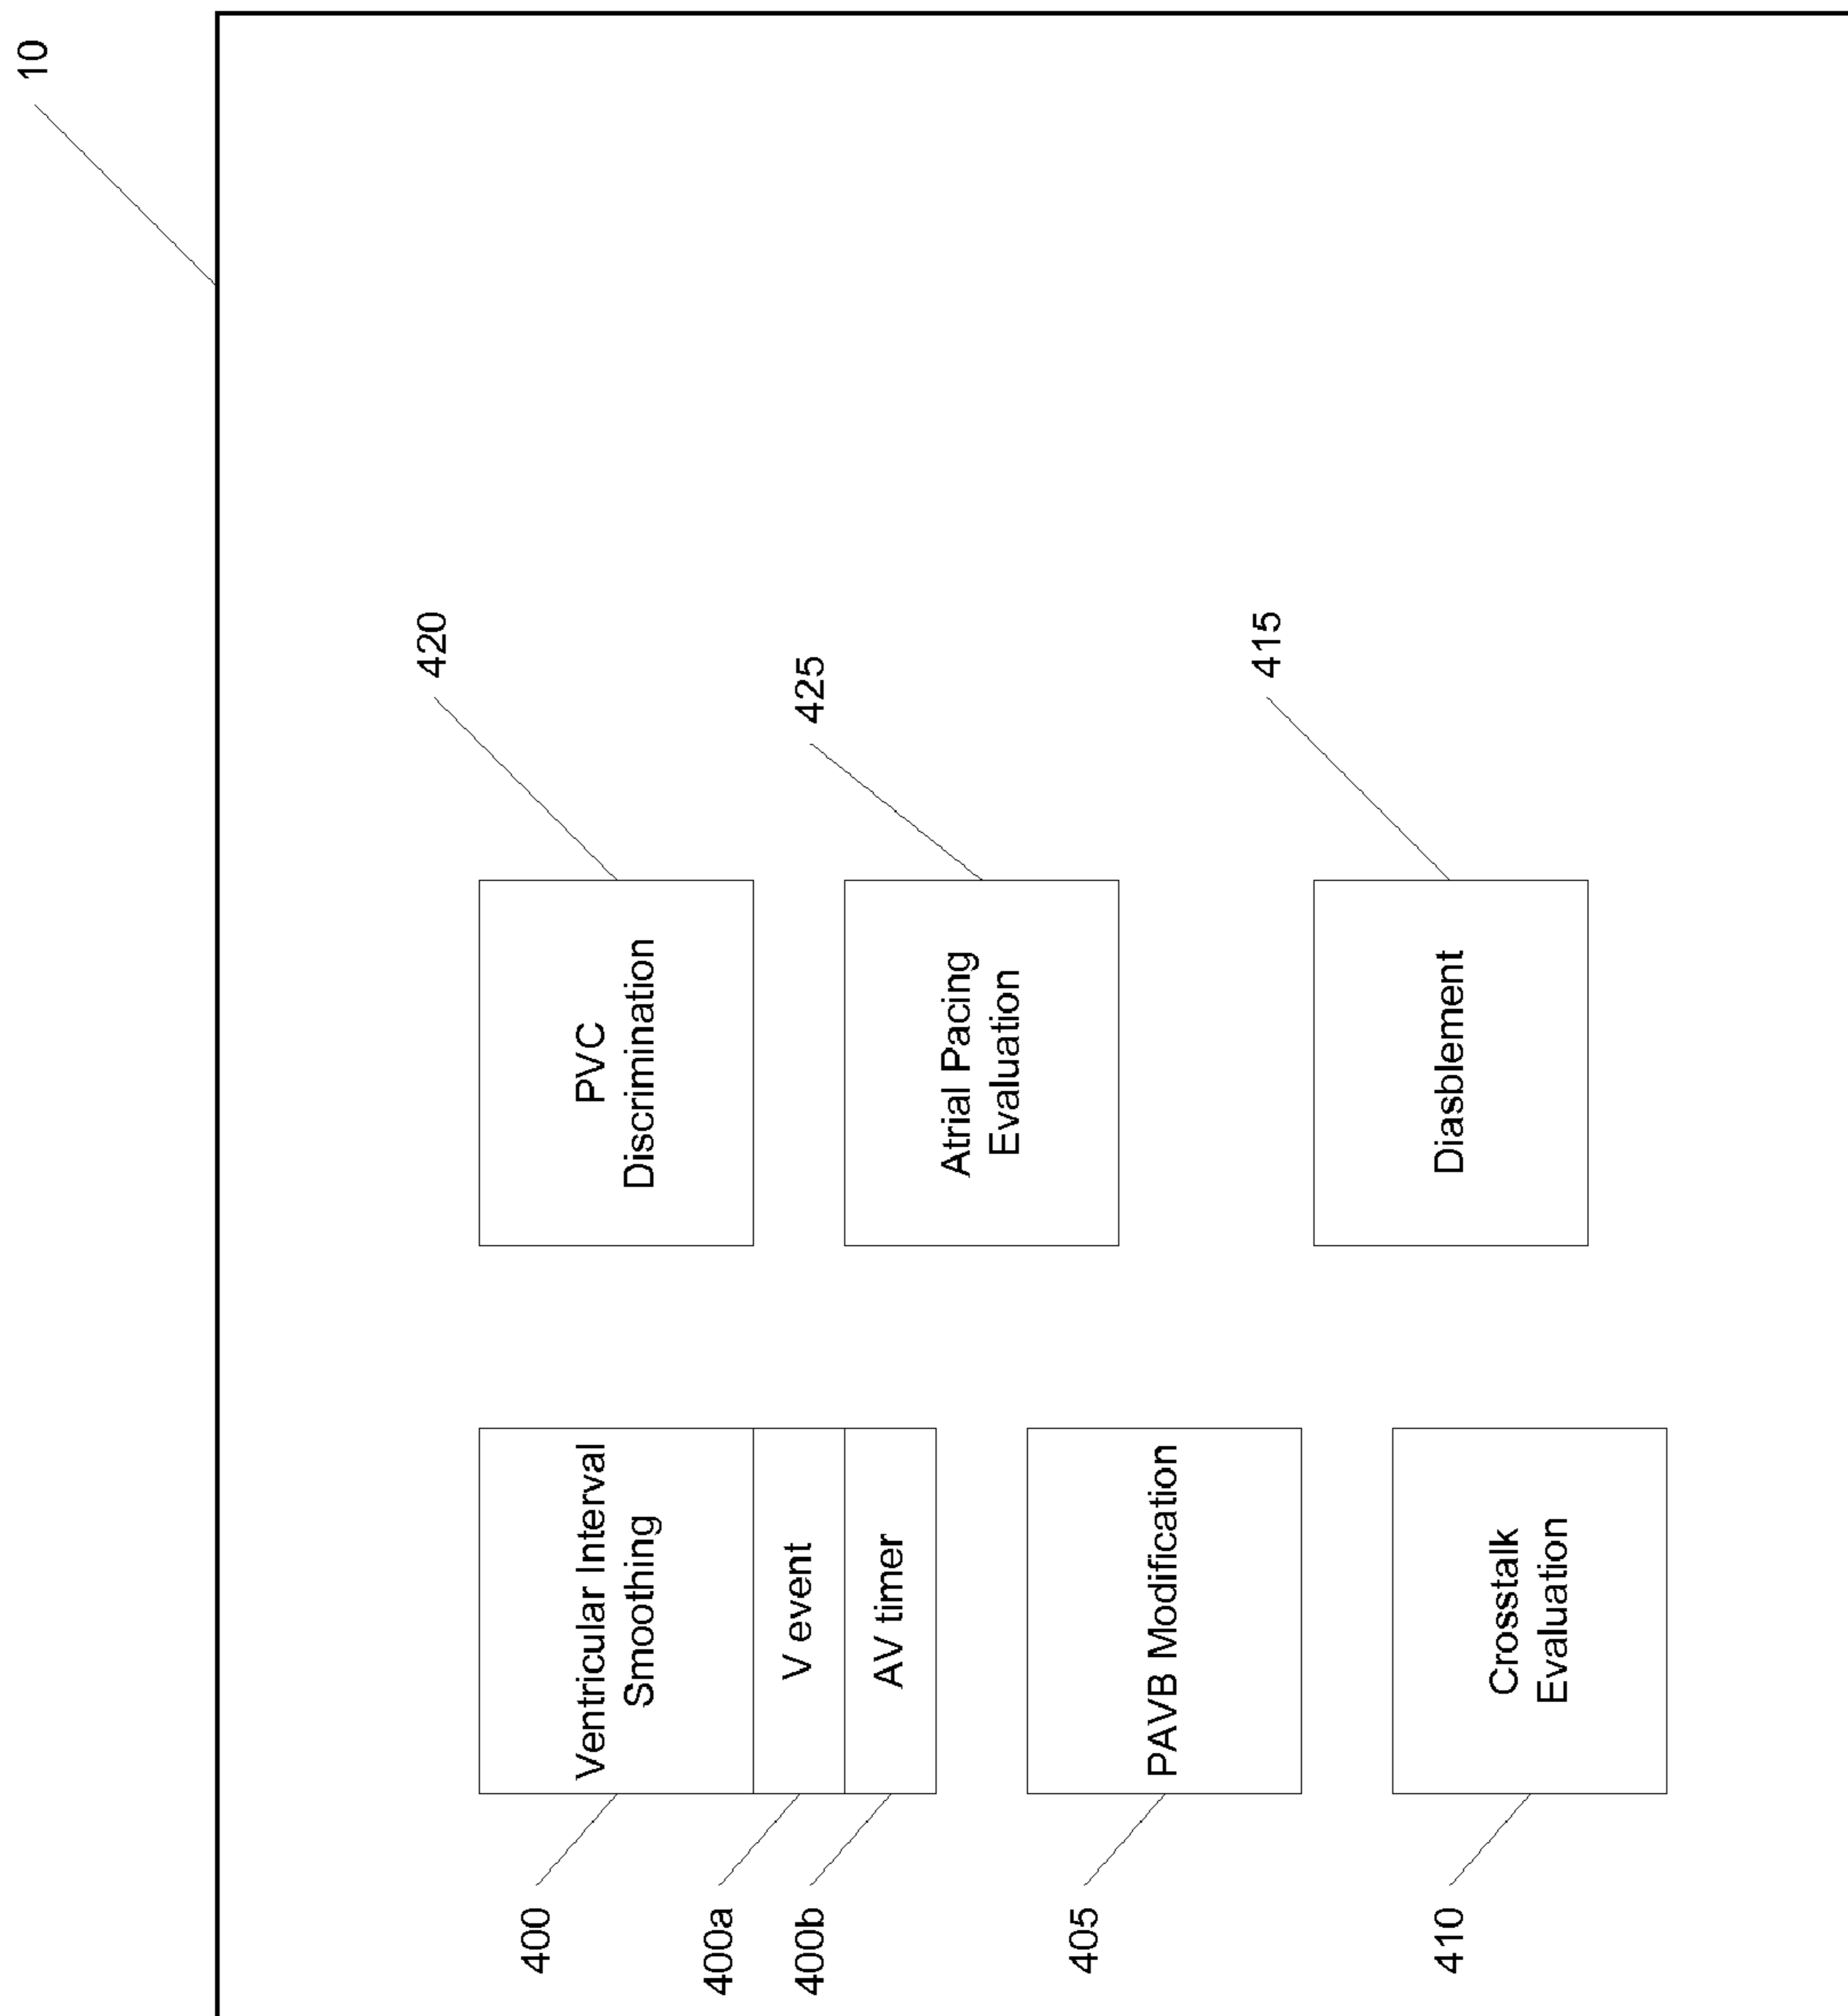 10
400
Ventricular Interval
Smoothing
420
PVC
Discrimination
400a
V event
400b
AV timer
425
Atrial Pacing
Evaluation
405
PAVB Modification
415
Diasblement
410
Crosstalk
Evaluation